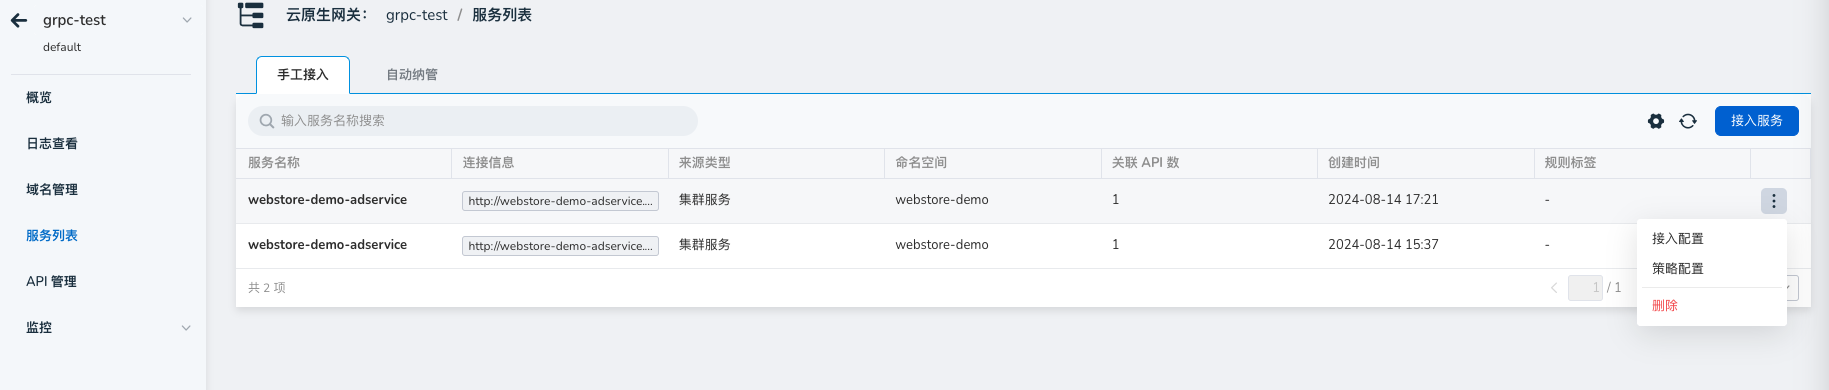 grpc-test
default
概览
日志查看
域名管理
服务列表
API 管理
监控
云原生网关： grpc-test / 服务列表
手工接入 自动纳管
输入服务名称搜索 接入服务
服务名称 连接信息 来源类型 命名空间 关联 API 数 创建时间 规则标签
webstore-demo-adservice http://webstore-demo-adservice.... 集群服务 webstore-demo 1 2024-08-14 17:21 -
webstore-demo-adservice http://webstore-demo-adservice.... 集群服务 webstore-demo 1 2024-08-14 15:37 -
共 2 项 1 / 1
接入配置
策略配置
删除